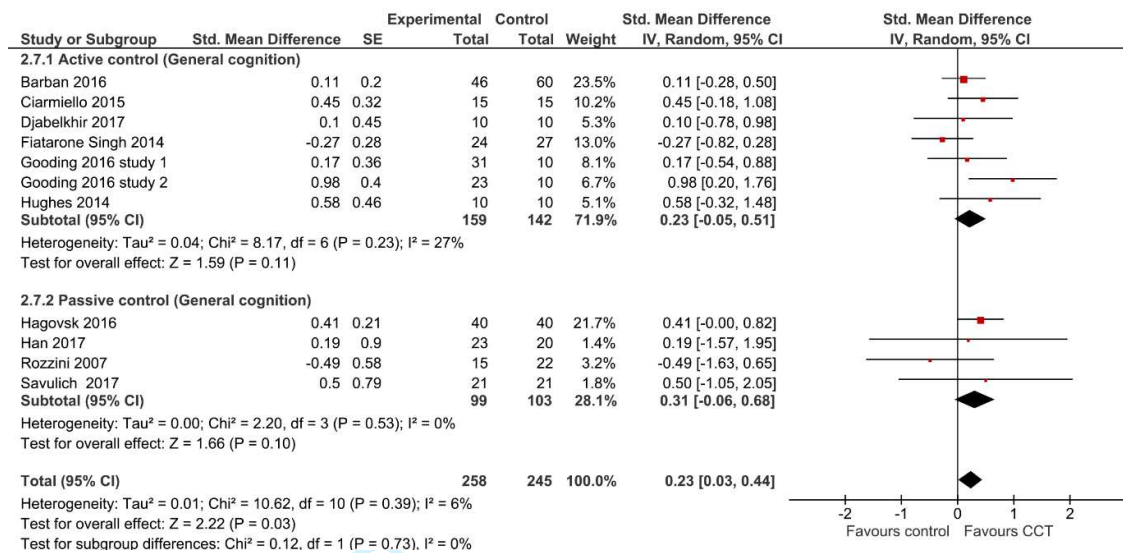 Experimental Control Std. Mean Difference Std. Mean Difference
Study or Subgroup Std. Mean Difference SE Total Total Weight IV, Random, 95% CI IV, Random, 95% CI
2.7.1 Active control (General cognition)
Barban 2016 0.11 0.2 46 60 23.5% 0.11 [-0.28, 0.50]
Ciarmiello 2015 0.45 0.32 15 15 10.2% 0.45 [-0.18, 1.08]
Djabelkhir 2017 0.1 0.45 10 10 5.3% 0.10 [-0.78, 0.98]
Fiatarone Singh 2014 -0.27 0.28 24 27 13.0% -0.27 [-0.82, 0.28]
Gooding 2016 study 1 0.17 0.36 31 10 8.1% 0.17 [-0.54, 0.88]
Gooding 2016 study 2 0.98 0.4 23 10 6.7% 0.98 [0.20, 1.76]
Hughes 2014 0.58 0.46 10 10 5.1% 0.58 [-0.32, 1.48]
Subtotal (95% CI) 159 142 71.9% 0.23 [-0.05, 0.51]
Heterogeneity: Tau² = 0.04; Chi² = 8.17, df = 6 (P = 0.23); I² = 27%
Test for overall effect: Z = 1.59 (P = 0.11)
2.7.2 Passive control (General cognition)
Hagovsk 2016 0.41 0.21 40 40 21.7% 0.41 [-0.00, 0.82]
Han 2017 0.19 0.9 23 20 1.4% 0.19 [-1.57, 1.95]
Rozzini 2007 -0.49 0.58 15 22 3.2% -0.49 [-1.63, 0.65]
Savulich 2017 0.5 0.79 21 21 1.8% 0.50 [-1.05, 2.05]
Subtotal (95% CI) 99 103 28.1% 0.31 [-0.06, 0.68]
Heterogeneity: Tau² = 0.00; Chi² = 2.20, df = 3 (P = 0.53); I² = 0%
Test for overall effect: Z = 1.66 (P = 0.10)
Total (95% CI) 258 245 100.0% 0.23 [0.03, 0.44]
Heterogeneity: Tau² = 0.01; Chi² = 10.62, df = 10 (P = 0.39); I² = 6%
Test for overall effect: Z = 2.22 (P = 0.03)
Test for subgroup differences: Chi² = 0.12, df = 1 (P = 0.73), I² = 0%
-2 -1 0 1 2
Favours control Favours CCT